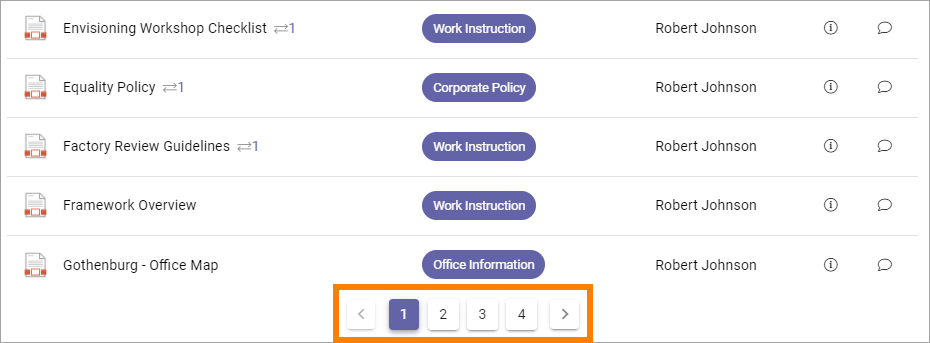 Envisioning Workshop Checklist ⇄1 Work Instruction Robert Johnson
Equality Policy ⇄1 Corporate Policy Robert Johnson
Factory Review Guidelines ⇄1 Work Instruction Robert Johnson
Framework Overview Work Instruction Robert Johnson
Gothenburg - Office Map Office Information Robert Johnson
< 1 2 3 4 >